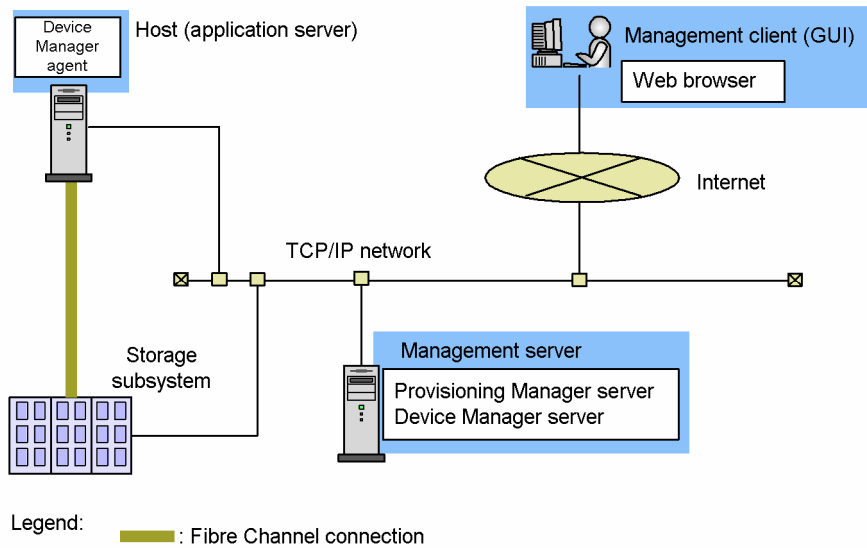 Device
Manager
agent
Host (application server)
Management client (GUI)
Web browser
Internet
TCP/IP network
Storage
subsystem
Management server
Provisioning Manager server
Device Manager server
Legend:
: Fibre Channel connection